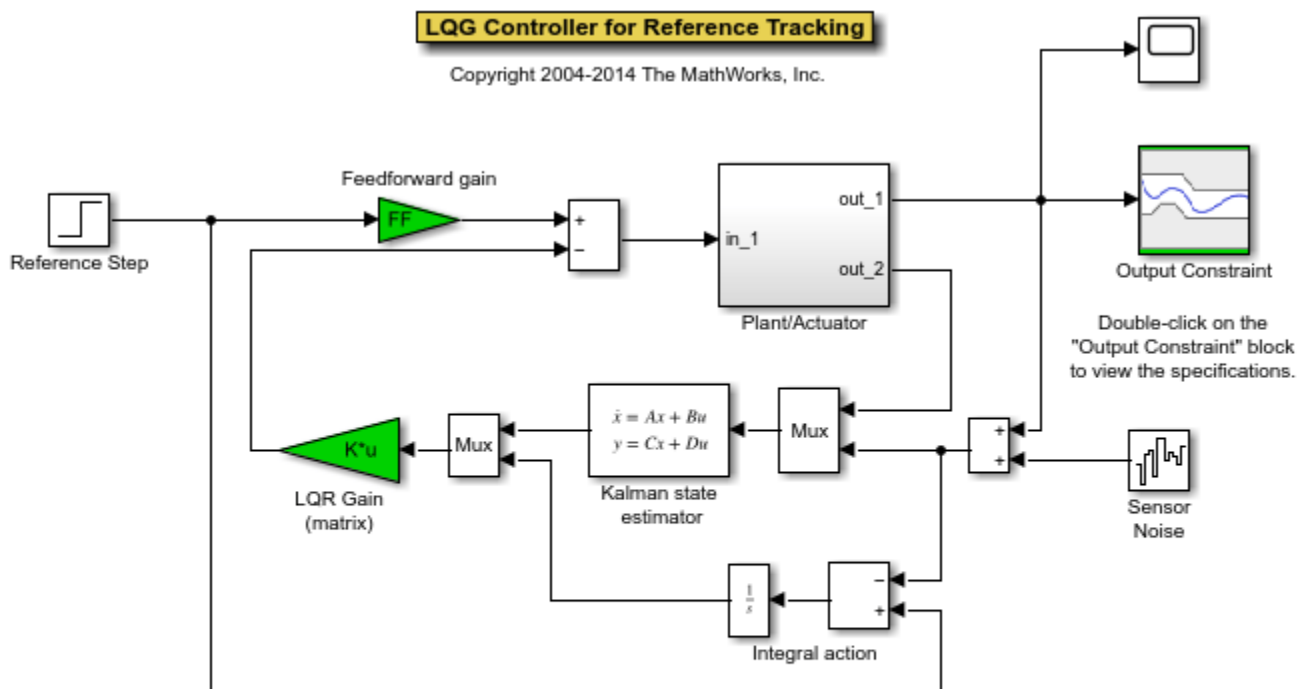 LQG Controller for Reference Tracking
Copyright 2004-2014 The MathWorks, Inc.
Feedforward gain
FF
Reference Step
+
−
in_1
out_1
out_2
Plant/Actuator
Output Constraint
Double-click on the
"Output Constraint" block
to view the specifications.
K*u
LQR Gain
(matrix)
Mux
ẋ = Ax + Bu
y = Cx + Du
Kalman state
estimator
Mux
+
+
Sensor
Noise
1
s
−
+
Integral action